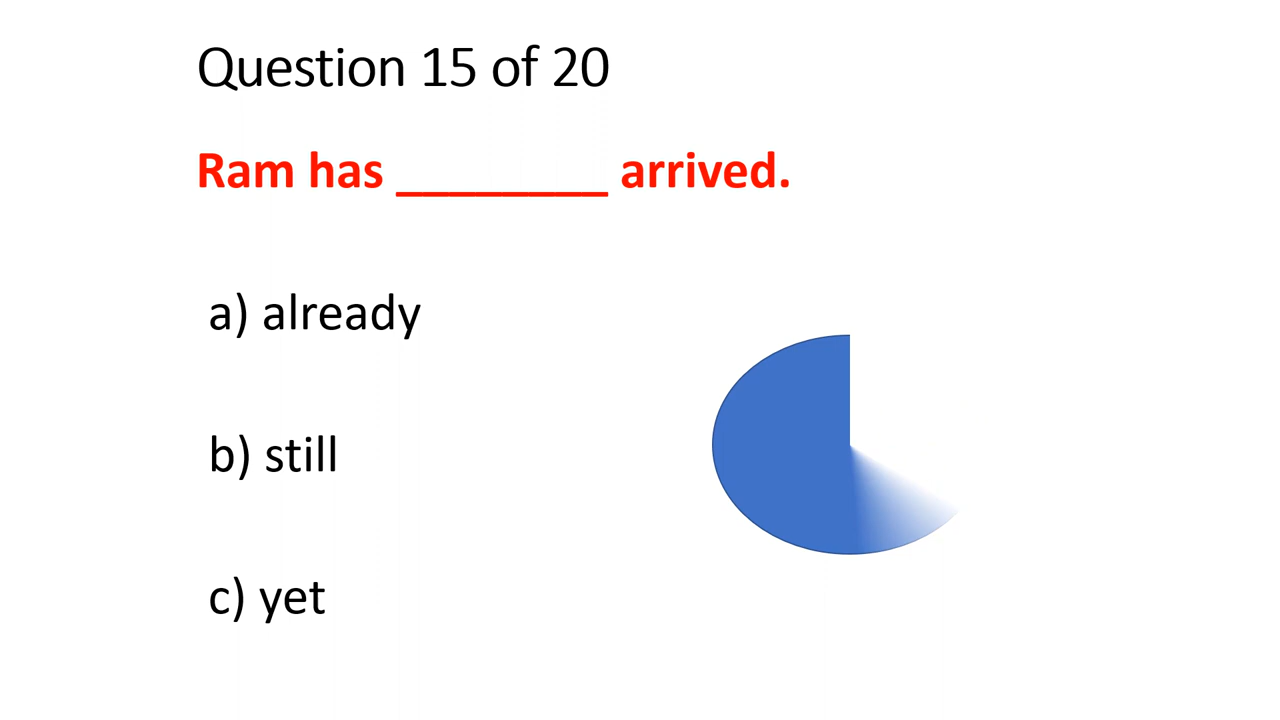 Question 15 of 20
Ram has ________ arrived.
a) already
b) still
c) yet